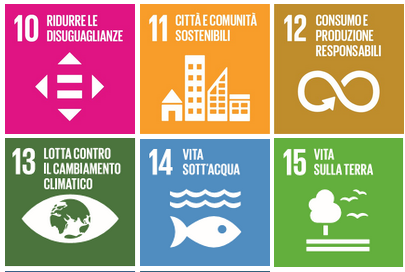 10 RIDURRE LE
DISUGUAGLIANZE
11 CITTÀ E COMUNITÀ
SOSTENIBILI
12 CONSUMO E
PRODUZIONE
RESPONSABILI
13 LOTTA CONTRO
IL CAMBIAMENTO
CLIMATICO
14 VITA
SOTT'ACQUA
15 VITA
SULLA TERRA